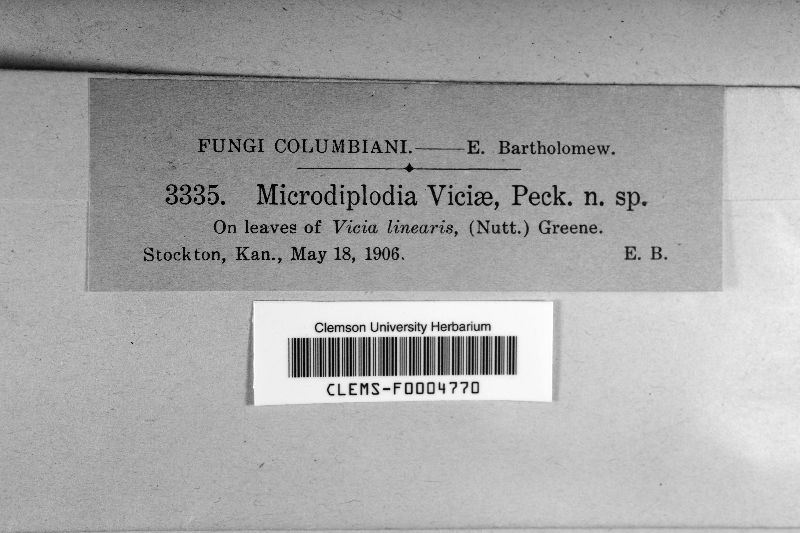 FUNGI COLUMBIANI.——E. Bartholomew.
3335. Microdiplodia Viciæ, Peck. n. sp.
On leaves of Vicia linearis, (Nutt.) Greene.
Stockton, Kan., May 18, 1906. E. B.
Clemson University Herbarium
CLEMS-F0004770